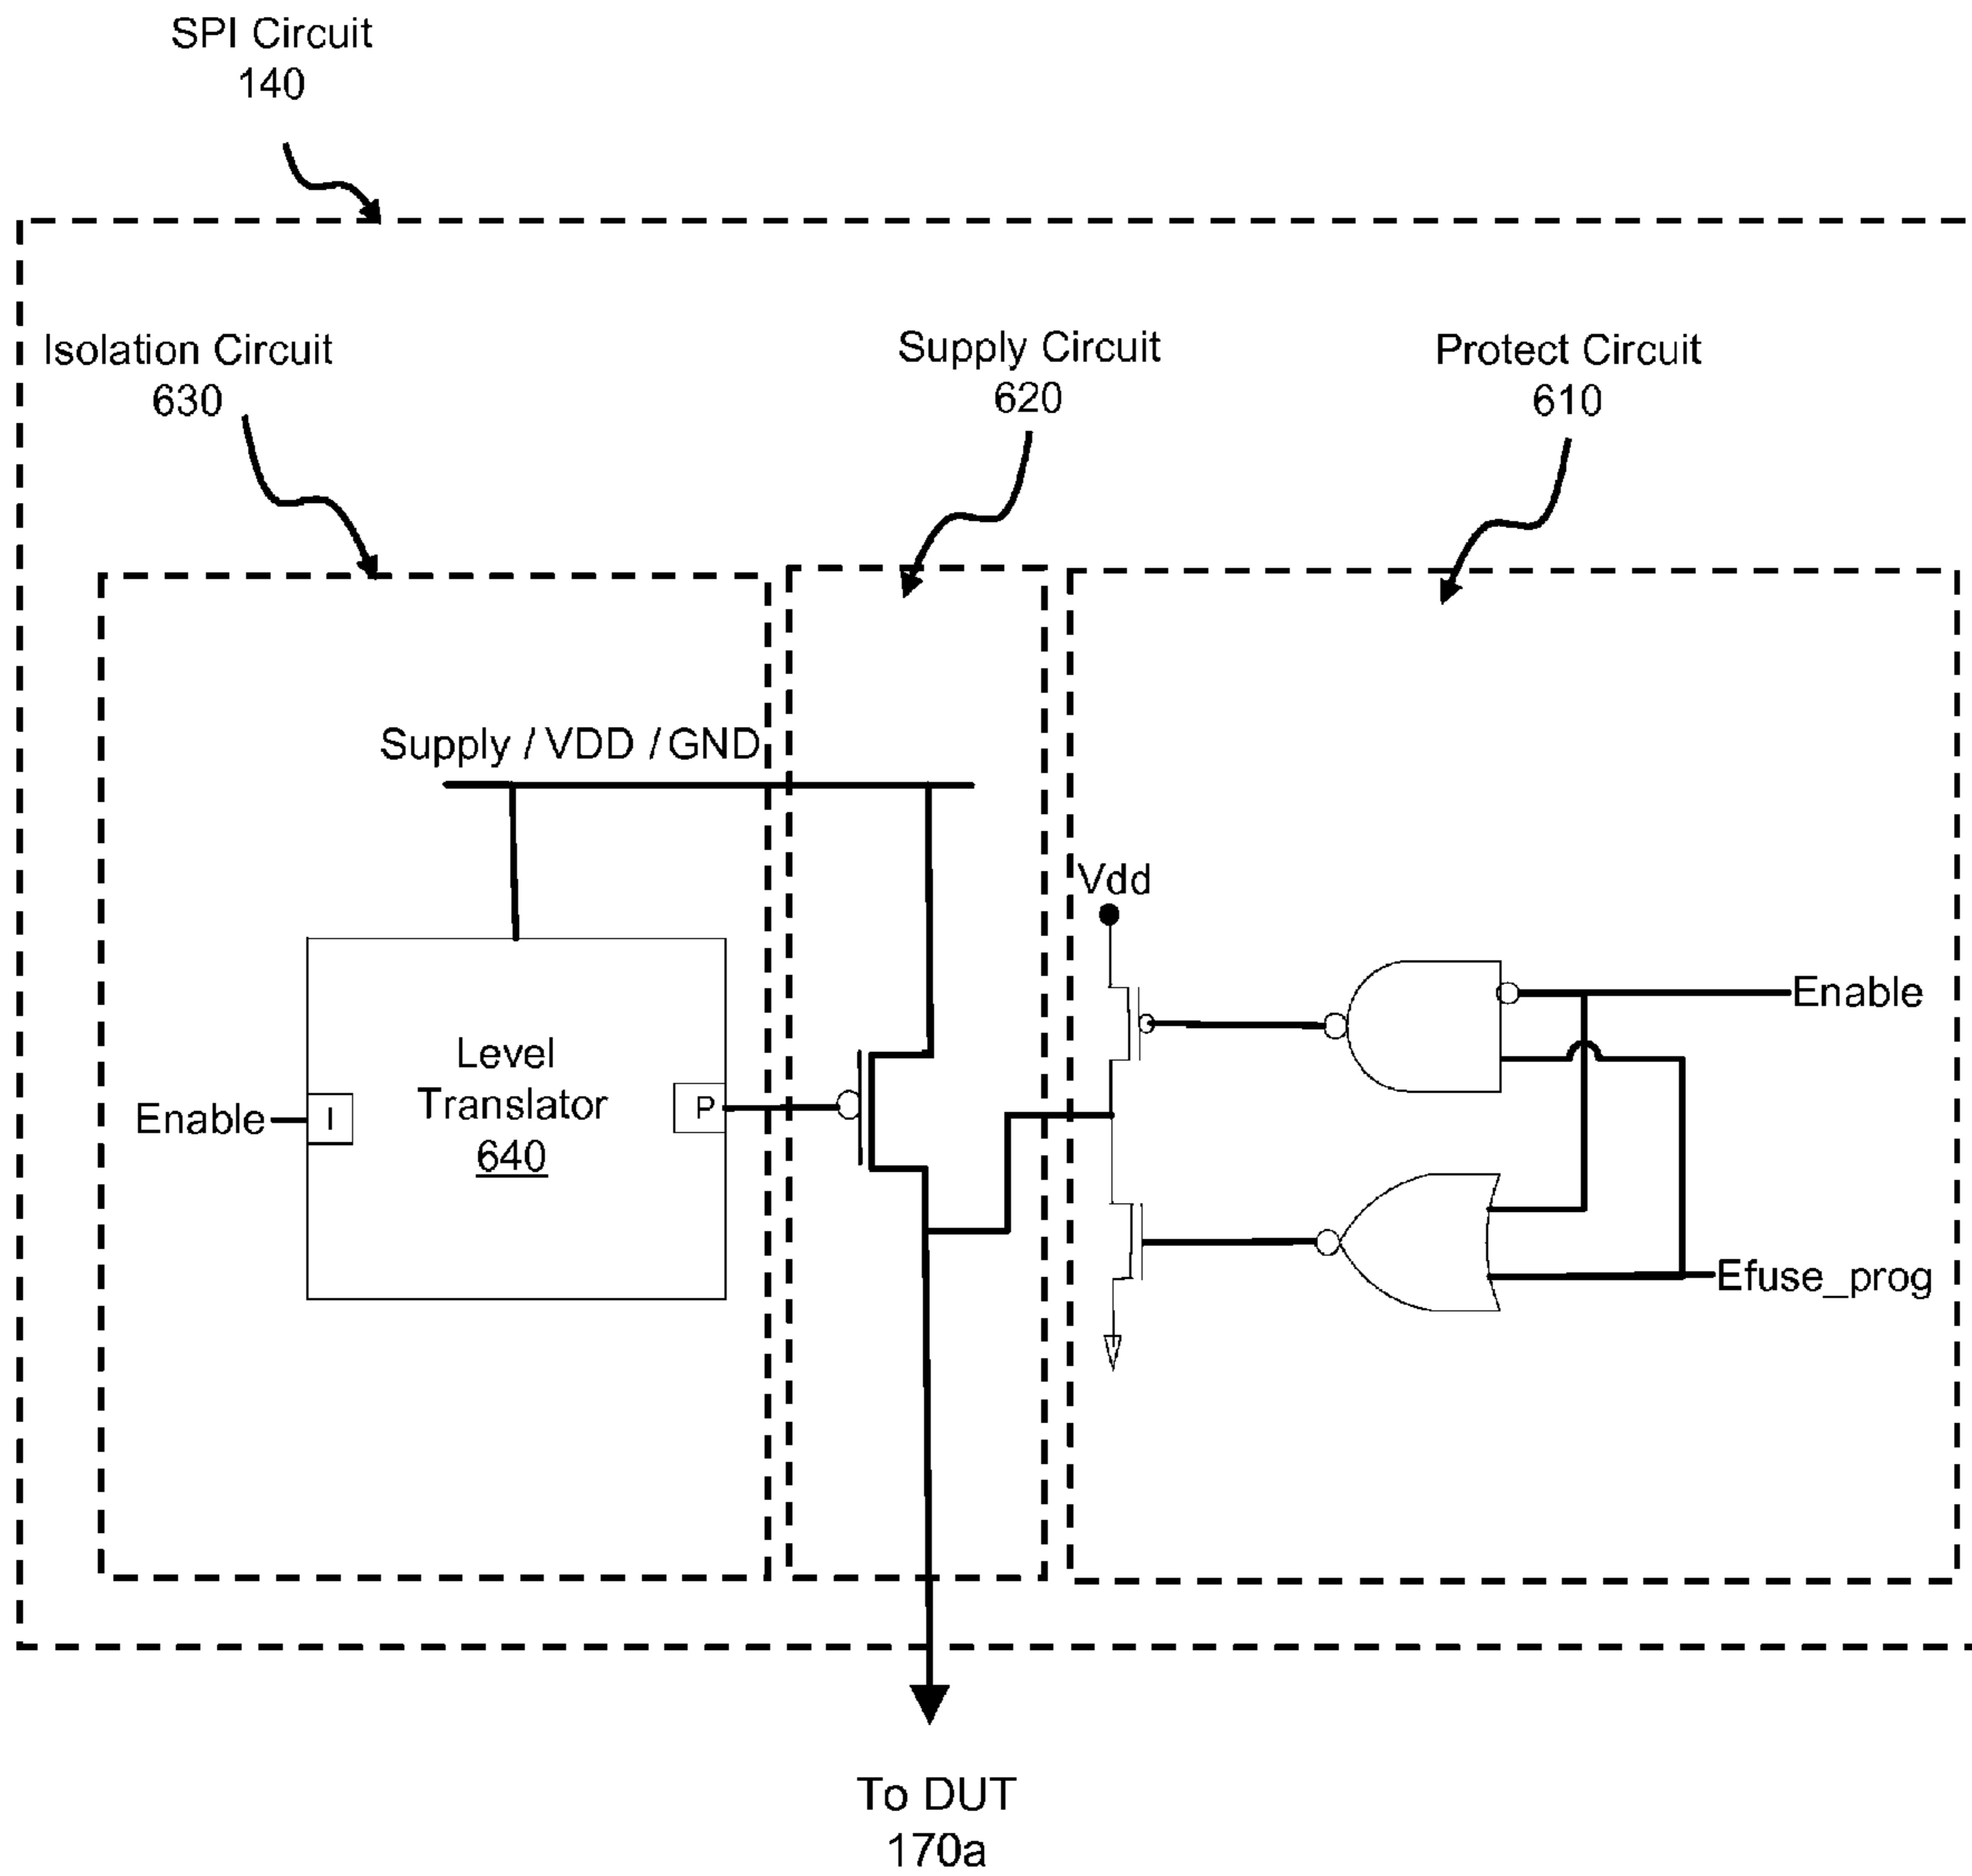 SPI Circuit
140
Isolation Circuit
630
Supply Circuit
620
Protect Circuit
610
Supply / VDD / GND
Vdd
Enable
Level
Translator
640
I
P
Enable
Efuse_prog
To DUT
170a